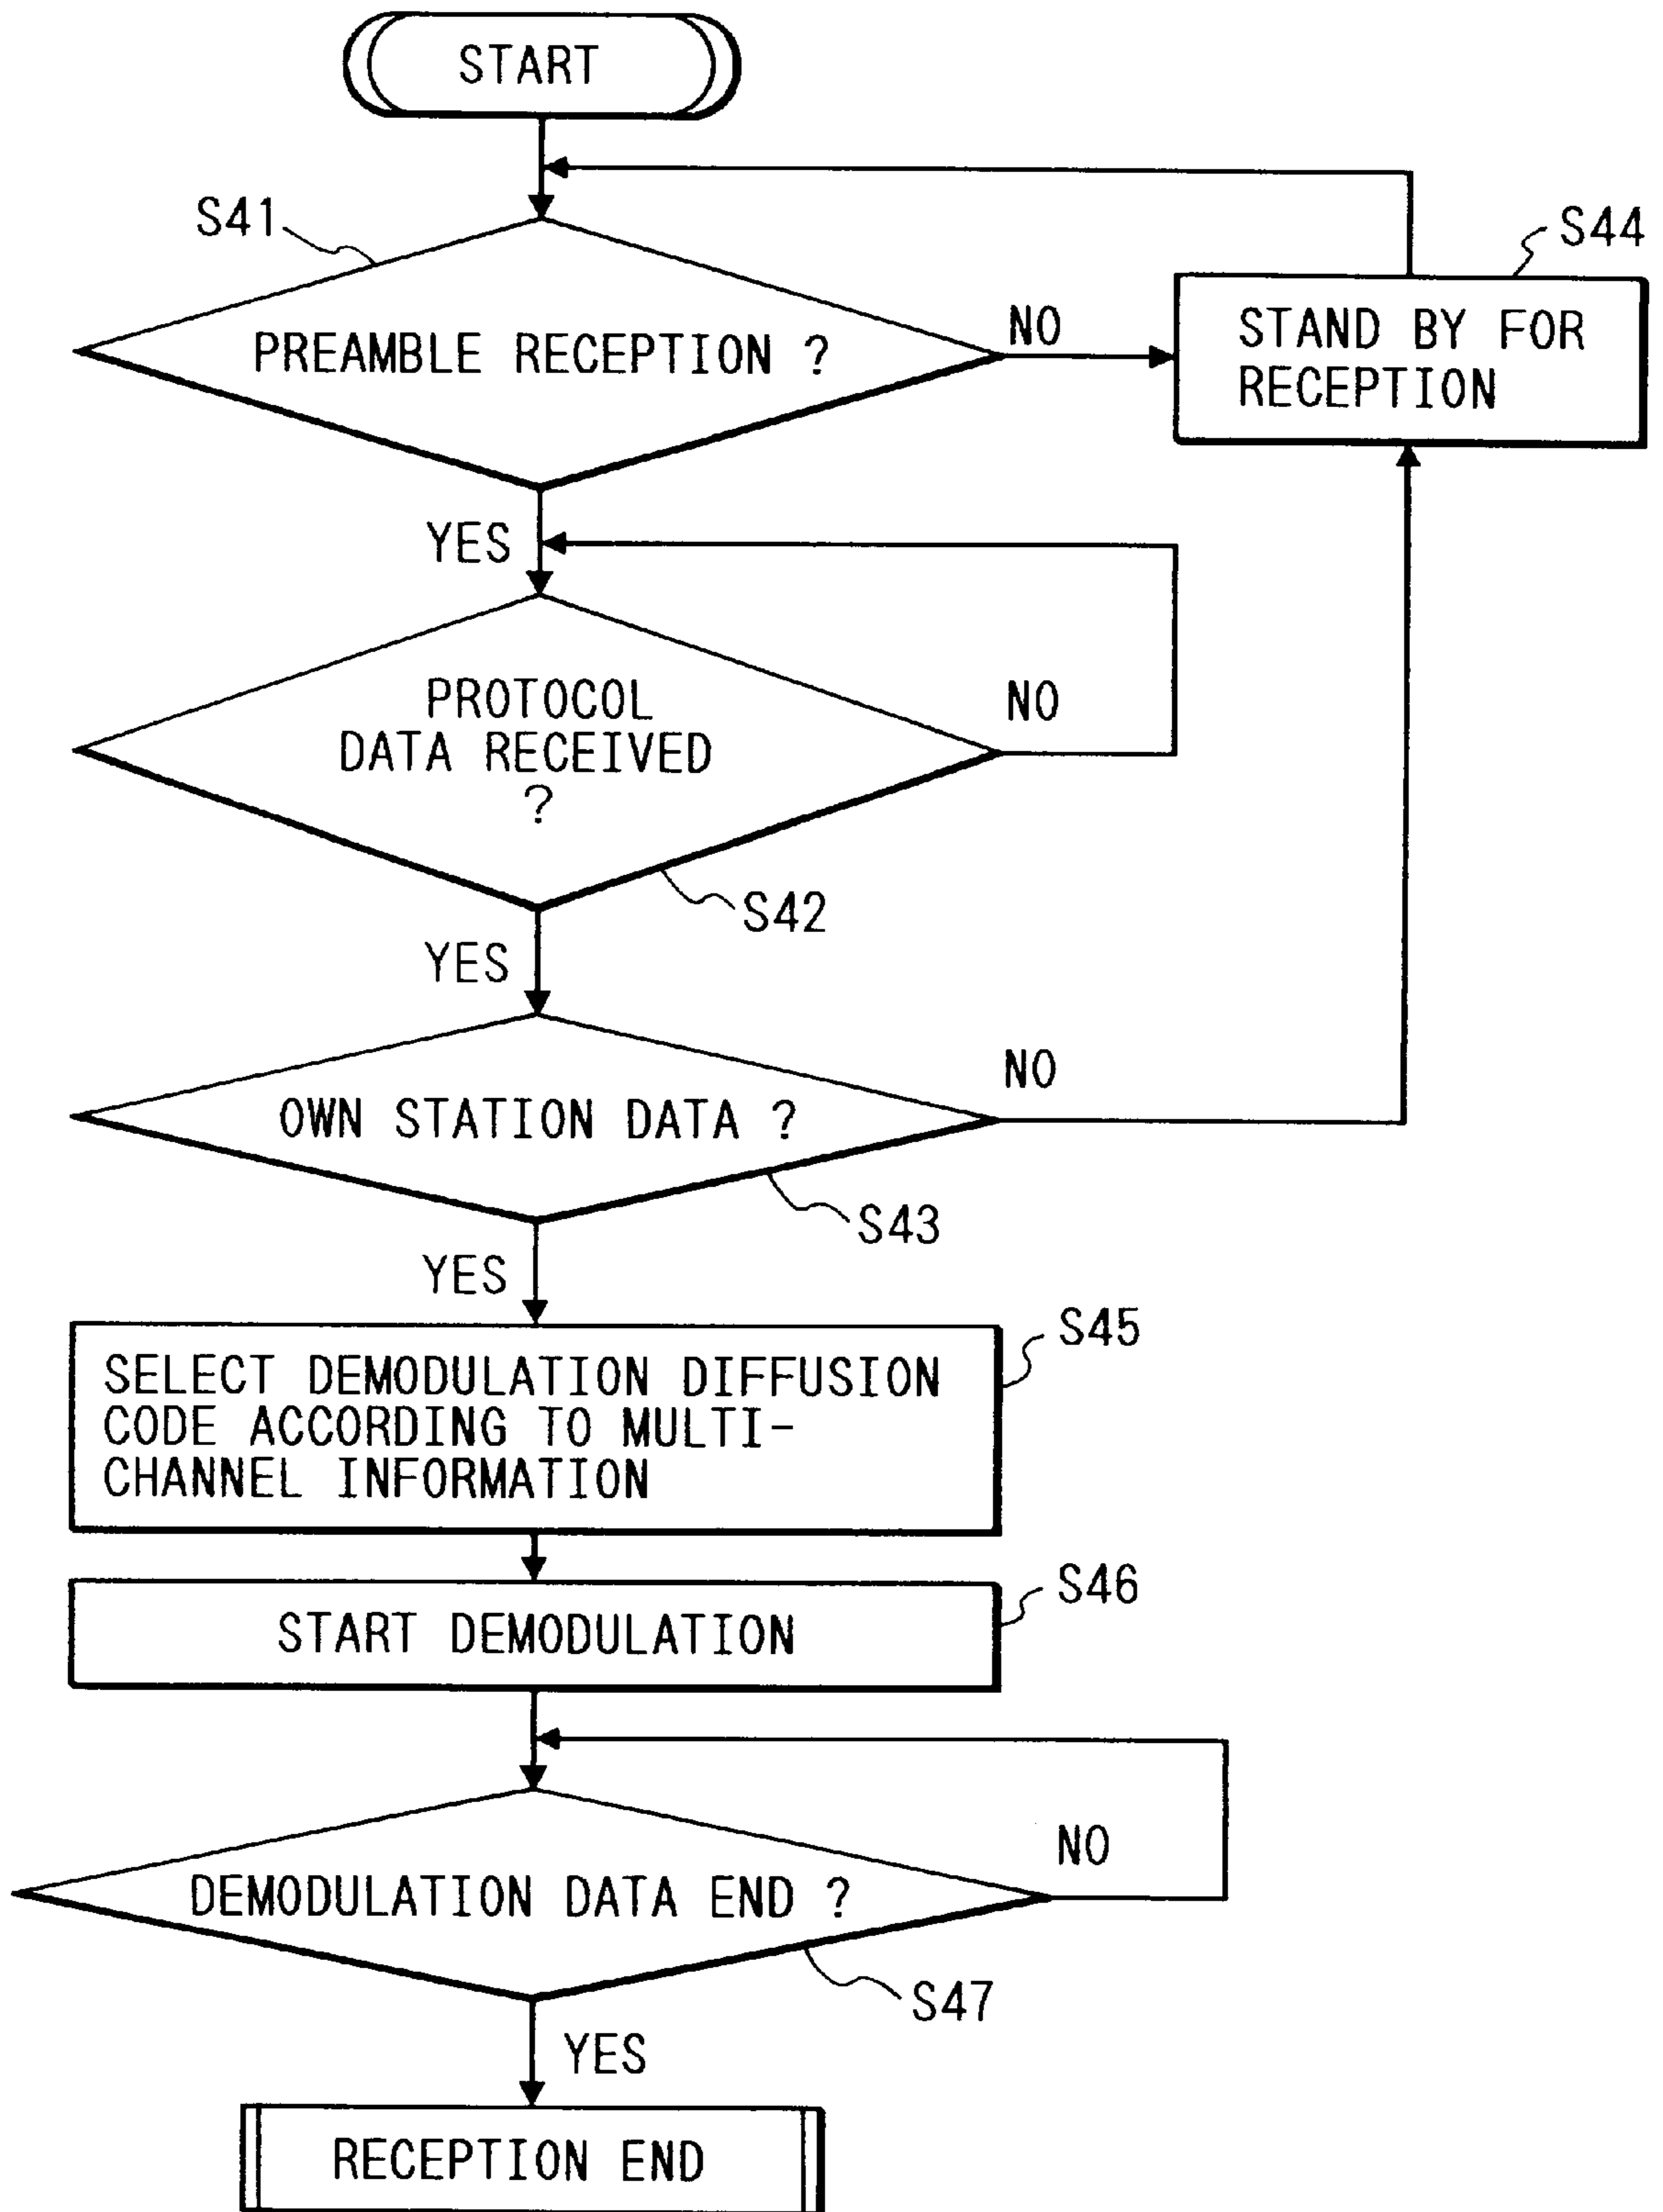 START
S41
S44
PREAMBLE RECEPTION ?
NO
STAND BY FOR
RECEPTION
YES
PROTOCOL
DATA RECEIVED
?
NO
S42
YES
OWN STATION DATA ?
NO
S43
YES
S45
SELECT DEMODULATION DIFFUSION
CODE ACCORDING TO MULTI-
CHANNEL INFORMATION
S46
START DEMODULATION
NO
DEMODULATION DATA END ?
S47
YES
RECEPTION END